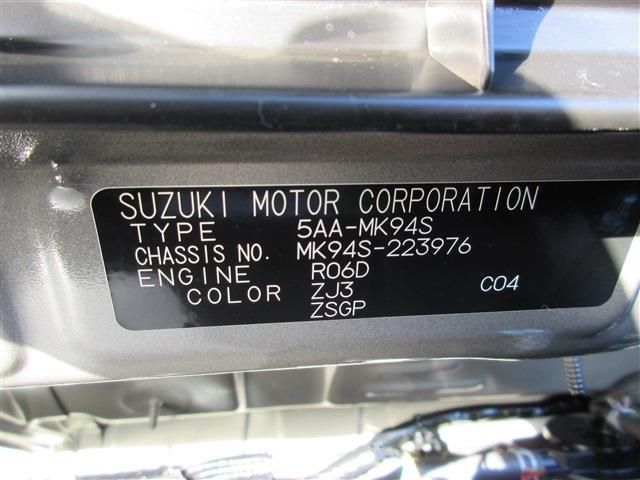 SUZUKI MOTOR CORPORATION
TYPE 5AA-MK94S
CHASSIS NO. MK94S-223976
ENGINE R06D
COLOR ZJ3 C04
ZSGP